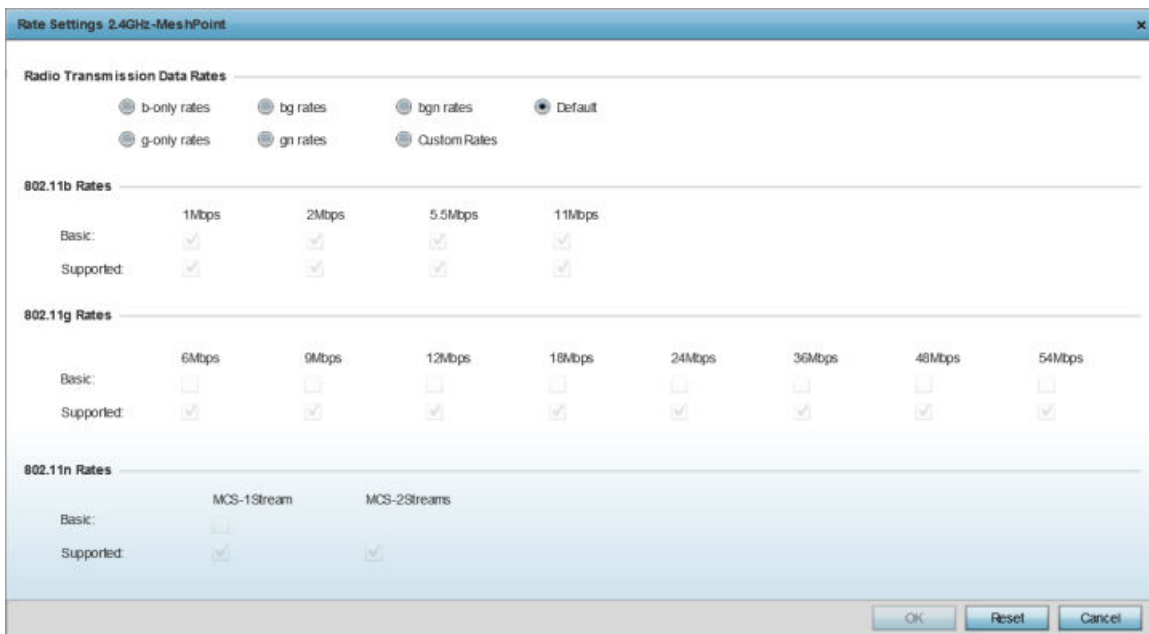 Rate Settings 2.4GHz-MeshPoint
Radio Transmission Data Rates
b-only rates bg rates bgn rates Default
g-only rates gn rates Custom Rates
802.11b Rates
1Mbps 2Mbps 5.5Mbps 11Mbps
Basic:
Supported:
802.11g Rates
6Mbps 9Mbps 12Mbps 18Mbps 24Mbps 36Mbps 48Mbps 54Mbps
Basic:
Supported:
802.11n Rates
MCS-1Stream MCS-2Streams
Basic:
Supported:
OK Reset Cancel